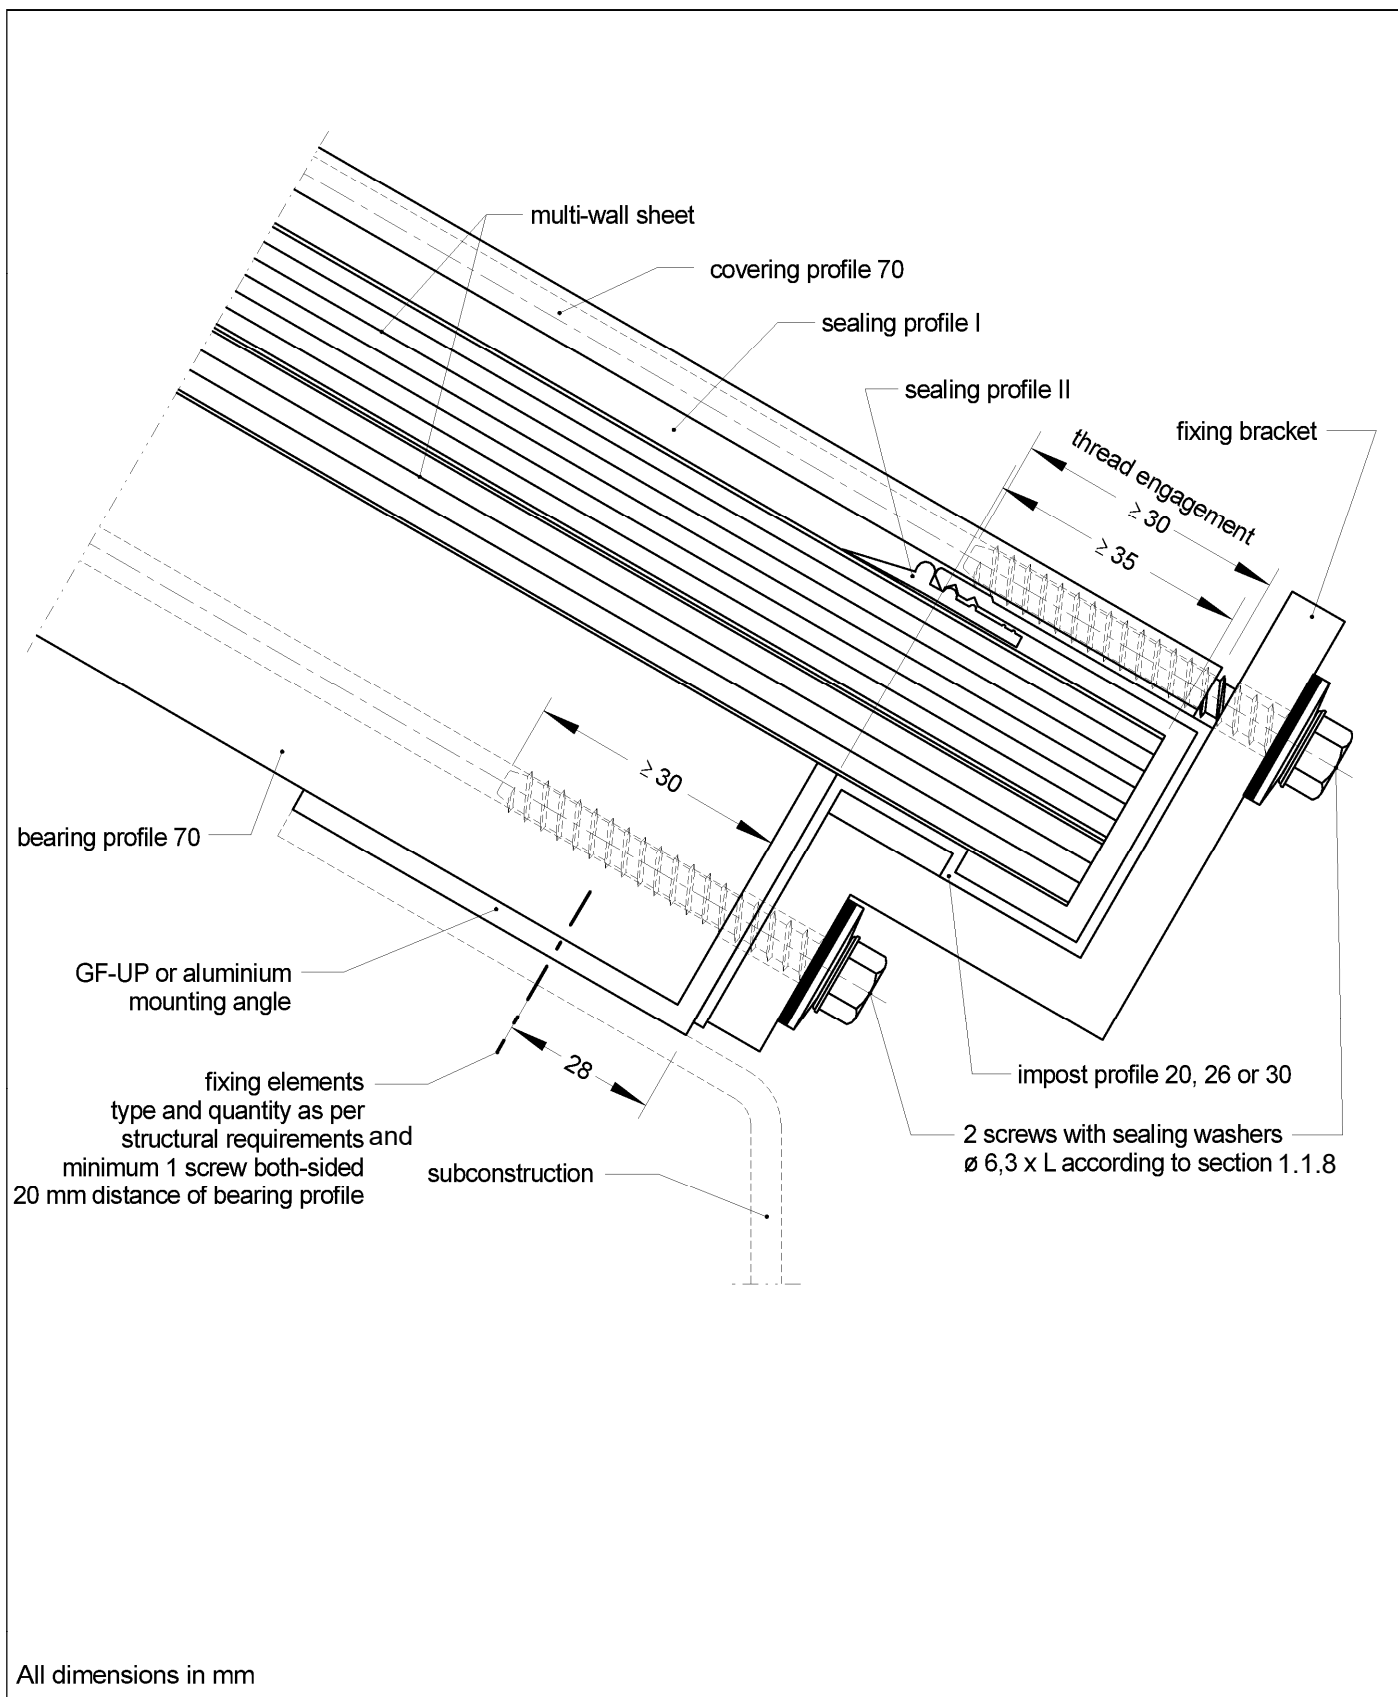 multi-wall sheet
covering profile 70
sealing profile I
sealing profile II
fixing bracket
thread engagement
≥ 30
≥ 35
≥ 30
bearing profile 70
GF-UP or aluminium
mounting angle
28
fixing elements
type and quantity as per
structural requirements and
minimum 1 screw both-sided
20 mm distance of bearing profile
subconstruction
impost profile 20, 26 or 30
2 screws with sealing washers
ø 6,3 x L according to section 1.1.8
All dimensions in mm